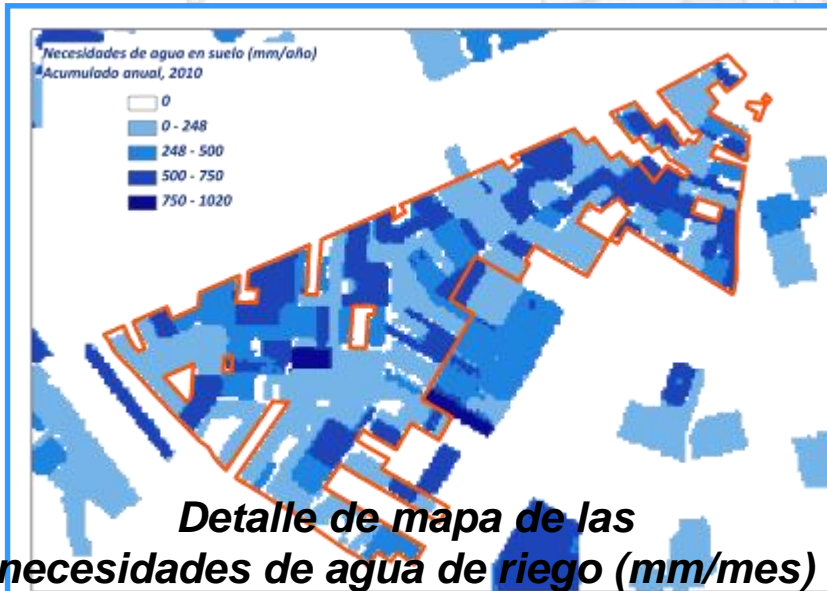 Necesidades de agua en suelo (mm/año)
Acumulado anual, 2010
0
0 - 248
248 - 500
500 - 750
750 - 1020
Detalle de mapa de las
necesidades de agua de riego (mm/mes)